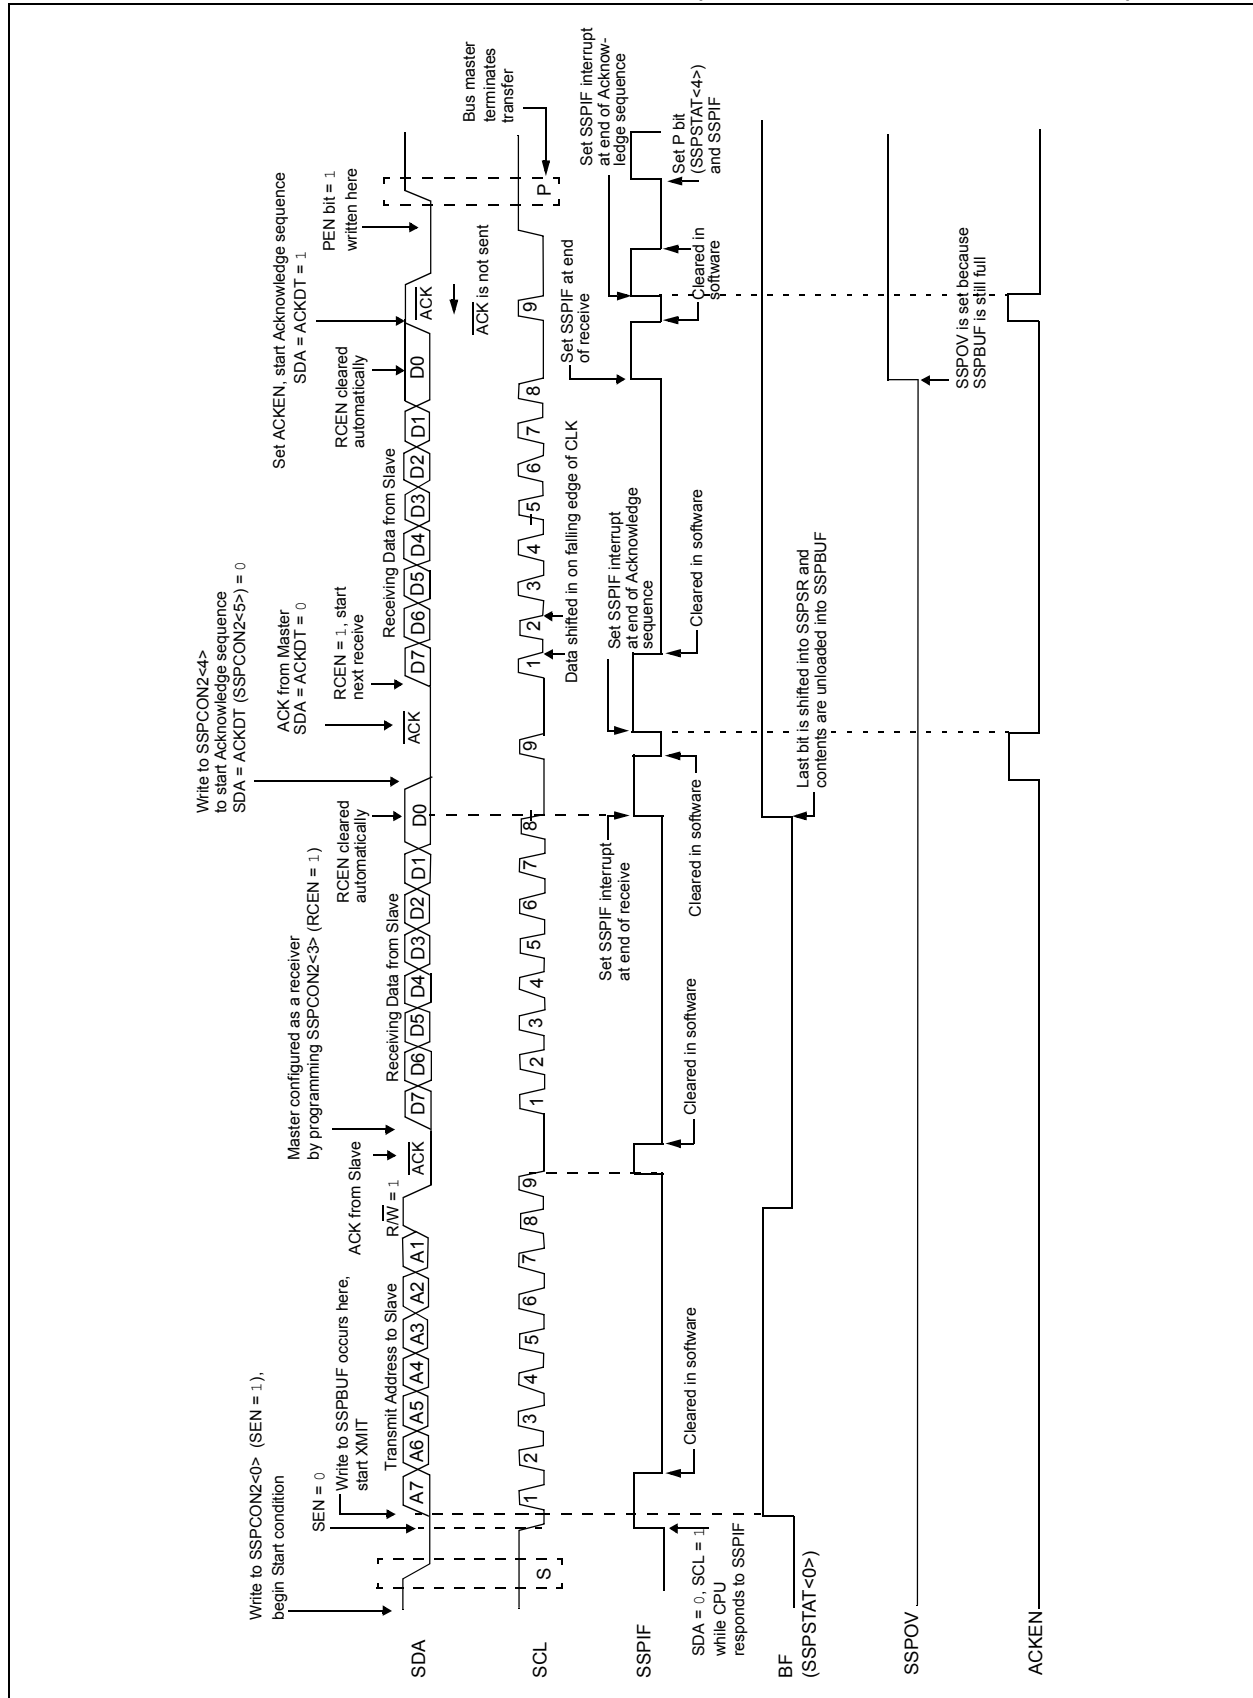 Write to SSPCON2<0> (SEN = 1),
begin Start condition
SEN = 0
Write to SSPBUF occurs here,
start XMIT
ACK from Slave
Master configured as a receiver
by programming SSPCON2<3> (RCEN = 1)
RCEN cleared
automatically
Write to SSPCON2<4>
to start Acknowledge sequence
SDA = ACKDT (SSPCON2<5>) = 0
ACK from Master
SDA = ACKDT = 0
RCEN = 1, start
next receive
RCEN cleared
automatically
Set ACKEN, start Acknowledge sequence
SDA = ACKDT = 1
PEN bit = 1
written here
Transmit Address to Slave
R/W = 1
Receiving Data from Slave
Receiving Data from Slave
SDA
A7 A6 A5 A4 A3 A2 A1
ACK
D7 D6 D5 D4 D3 D2 D1 D0
ACK
D7 D6 D5 D4 D3 D2 D1 D0
ACK
ACK is not sent
Bus master
terminates
transfer
SCL
S
1 2 3 4 5 6 7 8 9
1 2 3 4 5 6 7 8
9
1 2 3 4 5 6 7 8
9
P
Data shifted in on falling edge of CLK
Set SSPIF interrupt
at end of receive
Set SSPIF interrupt
at end of Acknowledge
sequence
Set SSPIF at end
of receive
Set SSPIF interrupt
at end of Acknow-
ledge sequence
SSPIF
SDA = 0, SCL = 1
while CPU
responds to SSPIF
Cleared in software
Cleared in software
Cleared in software
Cleared in software
Cleared in
software
Set P bit
(SSPSTAT<4>)
and SSPIF
BF
(SSPSTAT<0>)
Last bit is shifted into SSPSR and
contents are unloaded into SSPBUF
SSPOV
SSPOV is set because
SSPBUF is still full
ACKEN